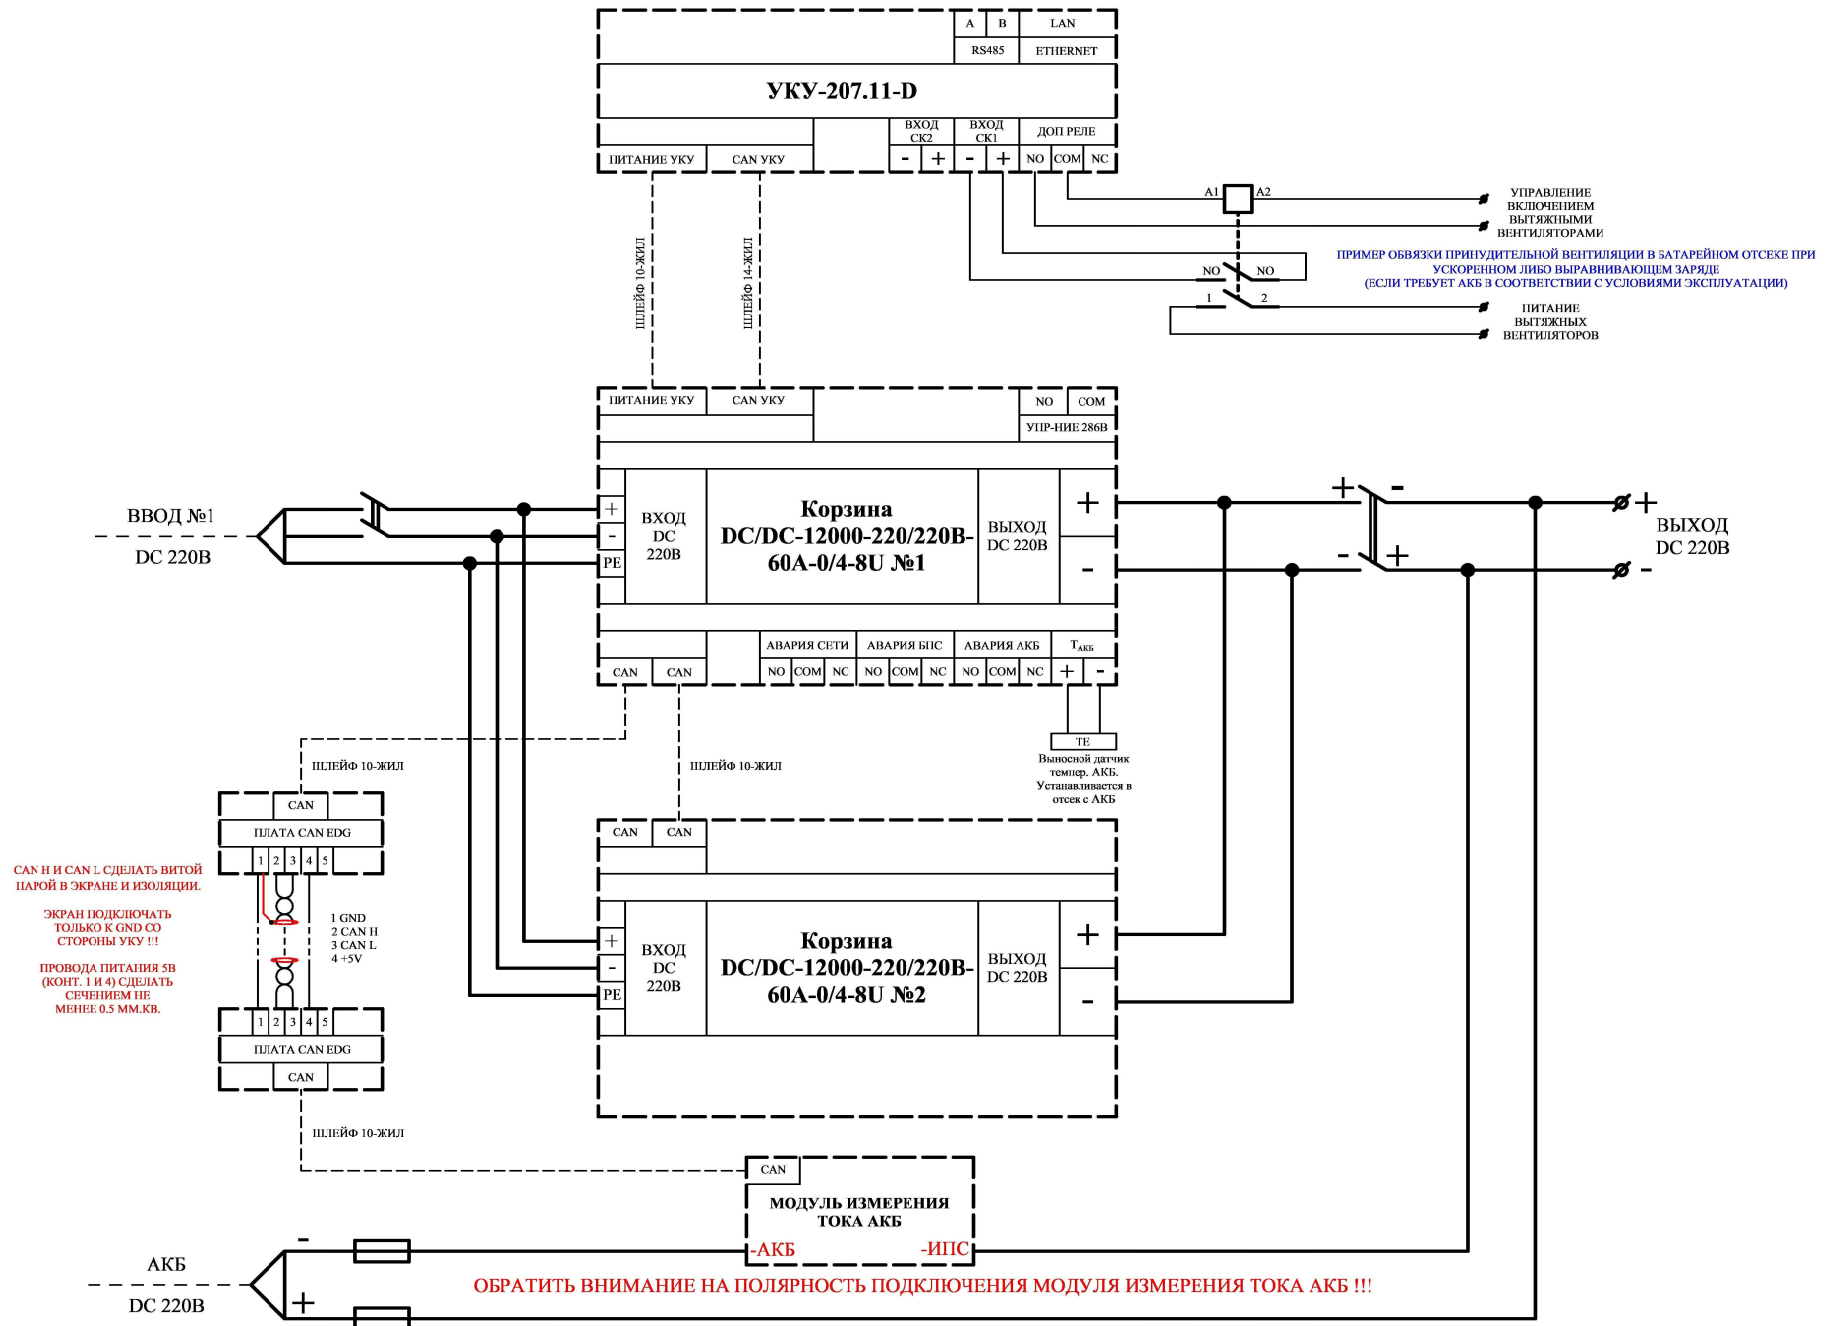 A B LAN
RS485 ETHERNET
УКУ-207.11-D
ВХОД СК2 ВХОД СК1 ДОП РЕЛЕ
ПИТАНИЕ УКУ CAN УКУ - + - + NO COM NC
A1 A2
УПРАВЛЕНИЕ
ВКЛЮЧЕНИЕМ
ВЫТЯЖНЫМИ
ВЕНТИЛЯТОРАМИ
ШЛЕЙФ 10-ЖИЛ
ШЛЕЙФ 14-ЖИЛ
ПРИМЕР ОБВЯЗКИ ПРИНУДИТЕЛЬНОЙ ВЕНТИЛЯЦИИ В БАТАРЕЙНОМ ОТСЕКЕ ПРИ
УСКОРЕННОМ ЛИБО ВЫРАВНИВАЮЩЕМ ЗАРЯДЕ
(ЕСЛИ ТРЕБУЕТ АКБ В СООТВЕТСТВИИ С УСЛОВИЯМИ ЭКСПЛУАТАЦИИ)
NO NO
1 2
ПИТАНИЕ
ВЫТЯЖНЫХ
ВЕНТИЛЯТОРОВ
ПИТАНИЕ УКУ CAN УКУ NO COM
УПР-НИЕ 286В
ВВОД №1
DC 220В
+
-
PE
ВХОД
DC
220В
Корзина
DC/DC-12000-220/220В-
60А-0/4-8U №1
ВЫХОД
DC 220В
+
-
+ -
- +
+
-
ВЫХОД
DC 220В
АВАРИЯ СЕТИ АВАРИЯ БПС АВАРИЯ АКБ ТАКБ
CAN CAN NO COM NC NO COM NC NO COM NC + -
TE
Выносной датчик
темпер. АКБ.
Устанавливается в
отсек с АКБ
ШЛЕЙФ 10-ЖИЛ
ШЛЕЙФ 10-ЖИЛ
CAN
ПЛАТА CAN EDG
1 2 3 4 5
CAN H И CAN L СДЕЛАТЬ ВИТОЙ
ПАРОЙ В ЭКРАНЕ И ИЗОЛЯЦИИ.
ЭКРАН ПОДКЛЮЧАТЬ
ТОЛЬКО К GND СО
СТОРОНЫ УКУ !!!
ПРОВОДА ПИТАНИЯ 5В
(КОНТ. 1 И 4) СДЕЛАТЬ
СЕЧЕНИЕМ НЕ
МЕНЕЕ 0.5 ММ.КВ.
1 GND
2 CAN H
3 CAN L
4 +5V
1 2 3 4 5
ПЛАТА CAN EDG
CAN
ШЛЕЙФ 10-ЖИЛ
CAN CAN
+
-
PE
ВХОД
DC
220В
Корзина
DC/DC-12000-220/220В-
60А-0/4-8U №2
ВЫХОД
DC 220В
+
-
CAN
МОДУЛЬ ИЗМЕРЕНИЯ
ТОКА АКБ
-АКБ -ИПС
АКБ
DC 220В
-
+
ОБРАТИТЬ ВНИМАНИЕ НА ПОЛЯРНОСТЬ ПОДКЛЮЧЕНИЯ МОДУЛЯ ИЗМЕРЕНИЯ ТОКА АКБ !!!